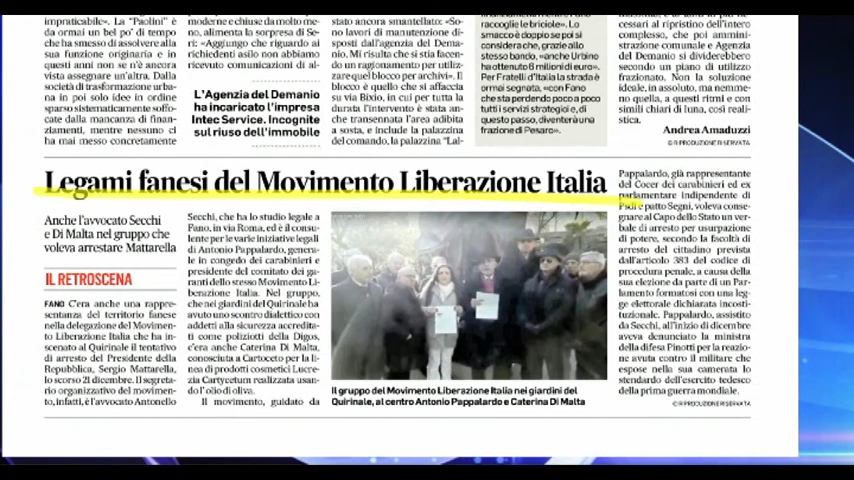 impraticabile». La "Paolini" è
da ormai un bel po' di tempo
che ha smesso di assolvere alla
sua funzione originaria e in
questi anni non se n'è ancora
vista assegnare un'altra. Dalla
società di trasformazione urbana
in poi solo idee in ordine
sparso sistematicamente soffocate
dalla mancanza di finanziamenti,
mentre nessuno ci
ha mai messo concretamente
moderne e chiuse da molto meno,
alimenta la sorpresa di Seri:
«Aggiungo che riguardo ai
richiedenti asilo non abbiamo
ricevuto comunicazioni di al-
L'Agenzia del Demanio
ha incaricato l'impresa
Intec Service. Incognite
sul riuso dell'immobile
stato ancora smantellato: «Sono
lavori di manutenzione disposti
dall'agenzia del Demanio.
Mi risulta che si stia facendo
un ragionamento per utilizzare
quel blocco per archivi». Il
blocco è quello che si affaccia
su via Bixio, in cui per tutta la
durata l'intervento è stata anche
transennata l'area adibita
a sosta, e include la palazzina
del comando, la palazzina "Lal-
raccoglie le briciole». Lo
smacco è doppio se poi si
considera che, grazie allo
stesso bando, «anche Urbino
ha ottenuto 6 milioni di euro».
Per Fratelli d'Italia la strada è
ormai segnata, «con Fano
che sta perdendo poco a poco
tutti i servizi strategici e, di
questo passo, diventerà una
frazione di Pesaro».
cessari al ripristino dell'intero
complesso, che poi amministrazione
comunale e Agenzia
del Demanio si dividerebbero
secondo un piano di utilizzo
frazionato. Non la soluzione
ideale, in assoluto, ma nemmeno
quella, a questi ritmi e con
simili chiari di luna, così realistica.
Andrea Amaduzzi
© RIPRODUZIONE RISERVATA
Legami fanesi del Movimento Liberazione Italia
Anche l'avvocato Secchi
e Di Malta nel gruppo che
voleva arrestare Mattarella
IL RETROSCENA
FANO C'era anche una rappresentanza
del territorio fanese
nella delegazione del Movimento
Liberazione Italia che ha inscenato
al Quirinale il tentativo
di arresto del Presidente della
Repubblica, Sergio Mattarella,
lo scorso 21 dicembre. Il segretario
organizzativo del movimento,
infatti, è l'avvocato Antonello
Secchi, che ha lo studio legale a
Fano, in via Roma, ed è il consulente
per le varie iniziative legali
di Antonio Pappalardo, generale
in congedo dei carabinieri e
presidente del comitato dei garanti
dello stesso Movimento Liberazione
Italia. Nel gruppo,
che nei giardini del Quirinale ha
avuto uno scontro dialettico con
addetti alla sicurezza accreditati
come poliziotti della Digos,
c'era anche Caterina Di Malta,
conosciuta a Cartoceto per la linea
di prodotti cosmetici Lucrezia
Cartyceturn realizzata usando
l'olio di oliva.
Il movimento, guidato da
Il gruppo del Movimento Liberazione Italia nei giardini del
Quirinale, al centro Antonio Pappalardo e Caterina Di Malta
Pappalardo, già rappresentante
del Cocer dei carabinieri ed ex
parlamentare indipendente di
Psdi e patto Segni, voleva consegnare
al Capo dello Stato un verbale
di arresto per usurpazione
di potere, secondo la facoltà di
arresto del cittadino prevista
dall'articolo 383 del codice di
procedura penale, a causa della
sua elezione da parte di un Parlamento
formatosi con una legge
elettorale dichiarata incostituzionale.
Pappalardo, assistito
da Secchi, all'inizio di dicembre
aveva denunciato la ministra
della difesa Pinotti per la reazione
avuta contro il militare che
espose nella sua camerata lo
stendardo dell'esercito tedesco
della prima guerra mondiale.
© RIPRODUZIONE RISERVATA